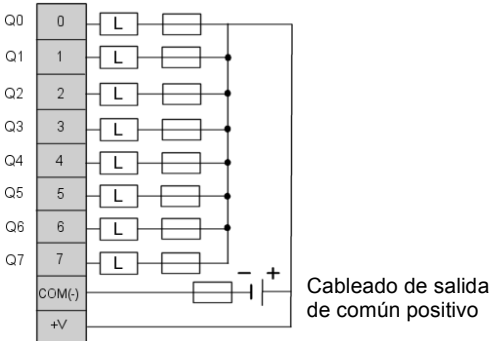 Q0 0 L
Q1 1 L
Q2 2 L
Q3 3 L
Q4 4 L
Q5 5 L
Q6 6 L
Q7 7 L
COM(-) − +
+V
Cableado de salida
de común positivo